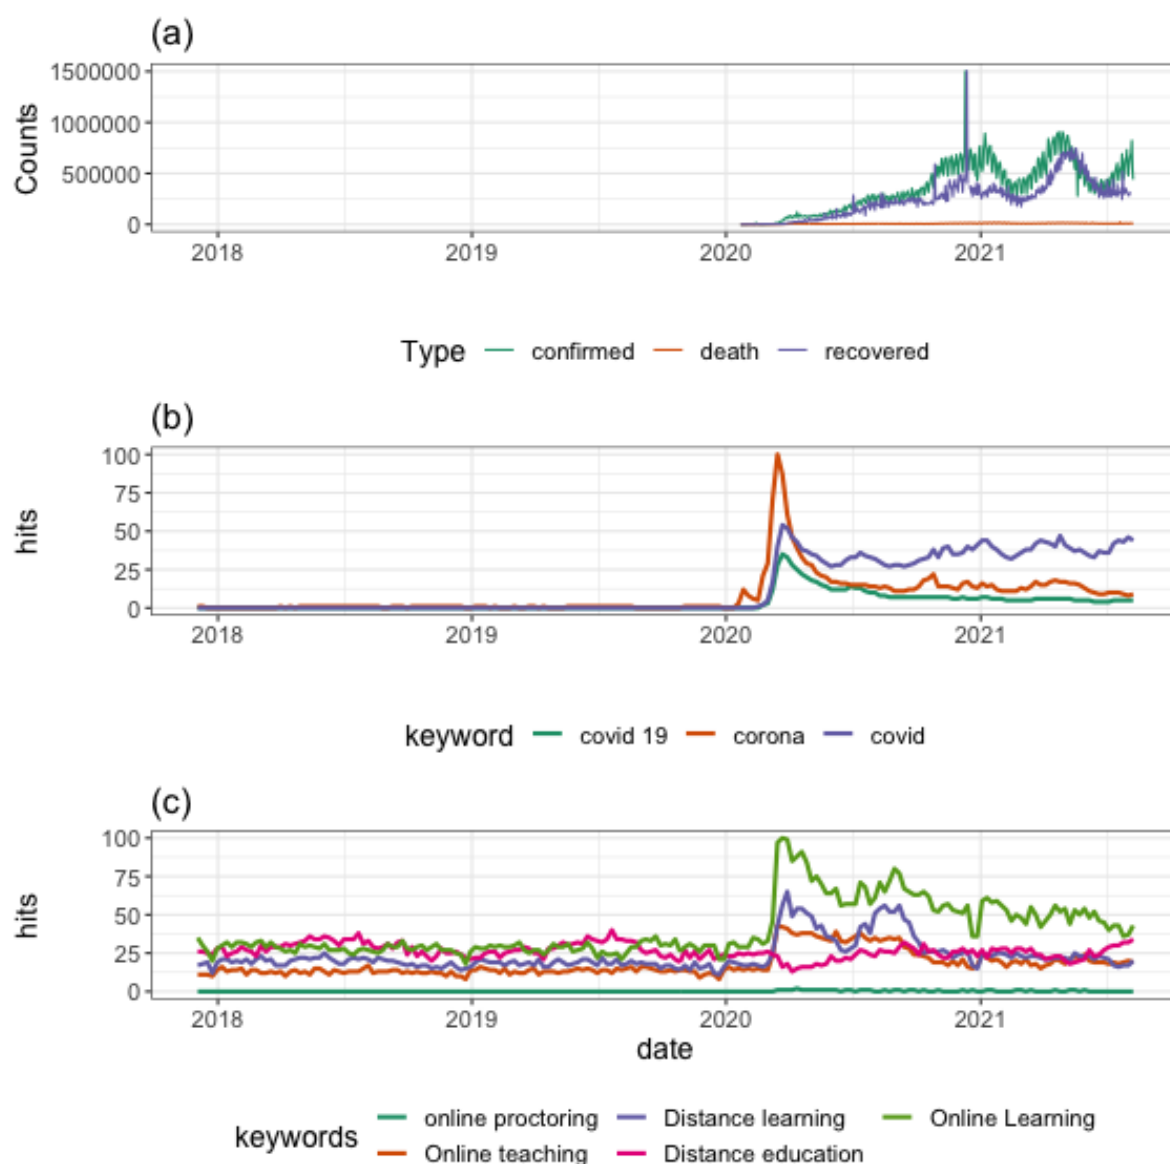 (a)
1500000
1000000
500000
0
Counts
2018 2019 2020 2021
Type confirmed death recovered
(b)
100
75
50
25
0
hits
2018 2019 2020 2021
keyword covid 19 corona covid
(c)
100
75
50
25
0
hits
2018 2019 2020 2021
date
keywords
online proctoring Distance learning Online Learning
Online teaching Distance education